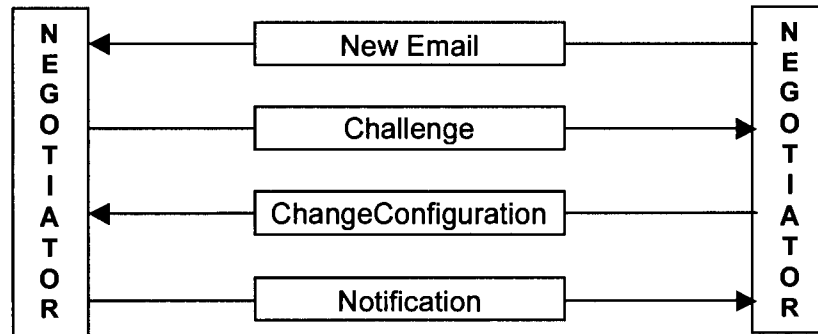 NEGOTIATOR
New Email
Challenge
ChangeConfiguration
Notification
NEGOTIATOR